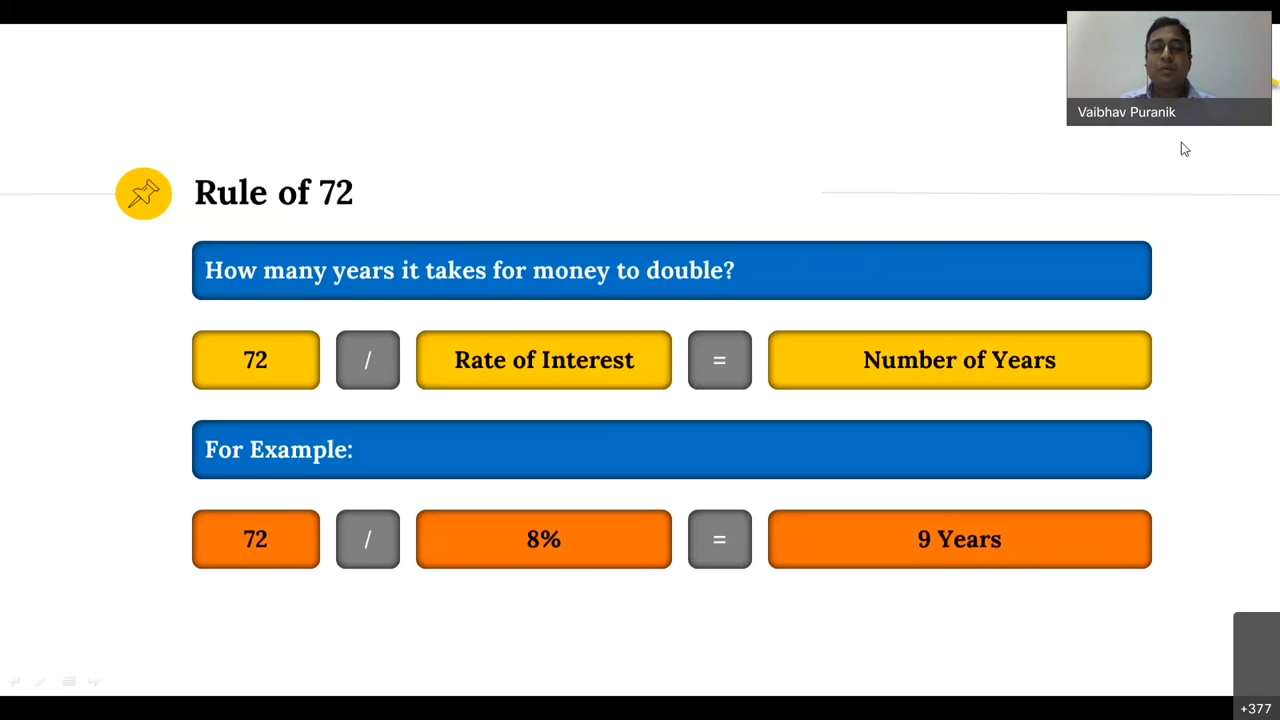 Vaibhav Puranik
Rule of 72
How many years it takes for money to double?
72 / Rate of Interest = Number of Years
For Example:
72 / 8% = 9 Years
+377